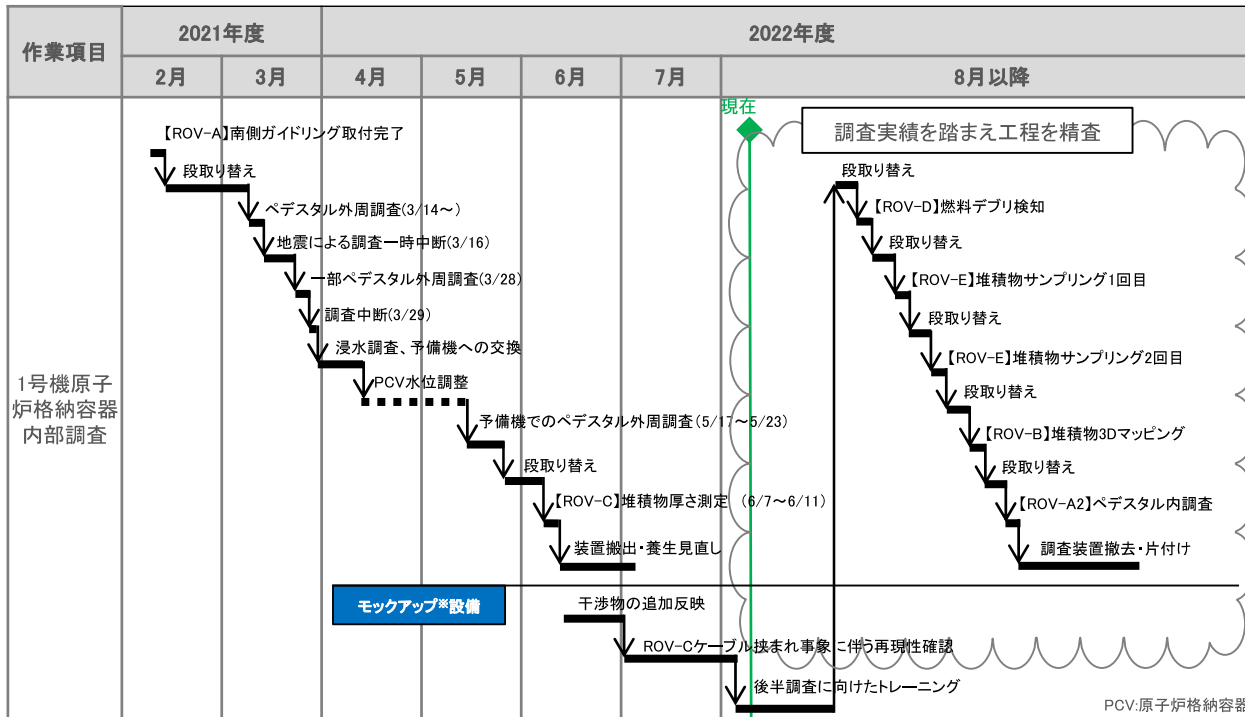 作業項目
2021年度
2022年度
2月
3月
4月
5月
6月
7月
8月以降
現在
調査実績を踏まえ工程を精査
1号機原子
炉格納容器
内部調査
【ROV-A】南側ガイドリング取付完了
段取り替え
ペデスタル外周調査(3/14～)
地震による調査一時中断(3/16)
一部ペデスタル外周調査(3/28)
調査中断(3/29)
浸水調査、予備機への交換
PCV水位調整
予備機でのペデスタル外周調査(5/17～5/23)
段取り替え
【ROV-C】堆積物厚さ測定　(6/7～6/11)
装置搬出・養生見直し
段取り替え
【ROV-D】燃料デブリ検知
段取り替え
【ROV-E】堆積物サンプリング1回目
段取り替え
【ROV-E】堆積物サンプリング2回目
段取り替え
【ROV-B】堆積物3Dマッピング
段取り替え
【ROV-A2】ペデスタル内調査
調査装置撤去・片付け
モックアップ※設備
干渉物の追加反映
ROV-Cケーブル挟まれ事象に伴う再現性確認
後半調査に向けたトレーニング
PCV:原子炉格納容器